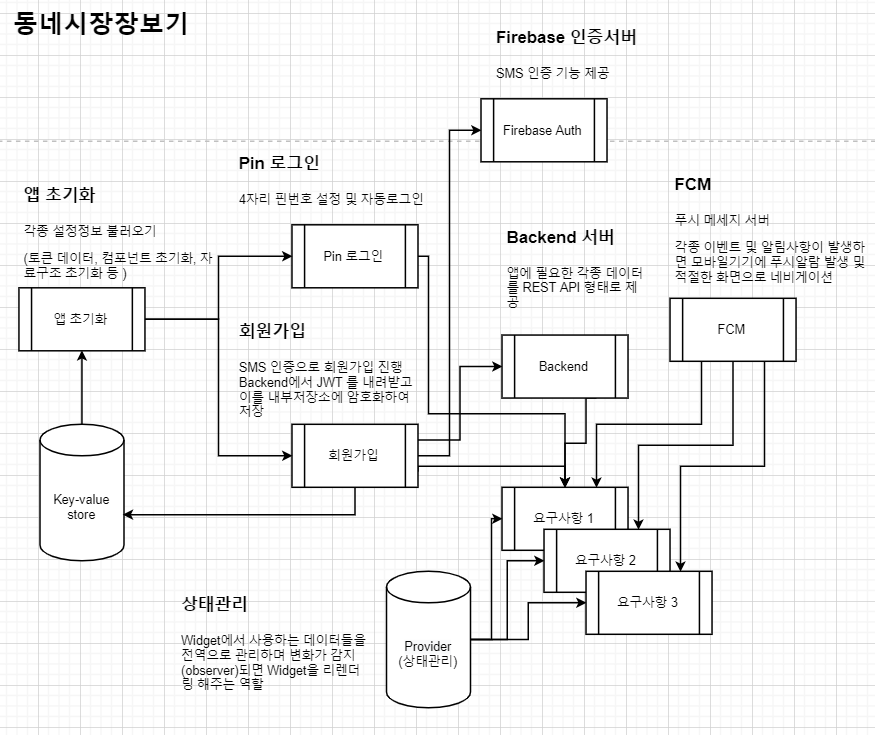 동네시장장보기
Firebase 인증서버
SMS 인증 기능 제공
Firebase Auth
Pin 로그인
4자리 핀번호 설정 및 자동로그인
Pin 로그인
앱 초기화
각종 설정정보 불러오기
(토큰 데이터, 컴포넌트 초기화, 자
료구조 초기화 등 )
앱 초기화
FCM
푸시 메세지 서버
각종 이벤트 및 알림사항이 발생하
면 모바일기기에 푸시알람 발생 및
적절한 화면으로 네비게이션
FCM
Backend 서버
앱에 필요한 각종 데이터
를 REST API 형태로 제
공
Backend
회원가입
SMS 인증으로 회원가입 진행
Backend에서 JWT 를 내려받고
이를 내부저장소에 암호화하여
저장
회원가입
Key-value
store
요구사항 1
요구사항 2
요구사항 3
상태관리
Widget에서 사용하는 데이터들을
전역으로 관리하며 변화가 감지
(observer)되면 Widget을 리렌더
링 해주는 역할
Provider
(상태관리)